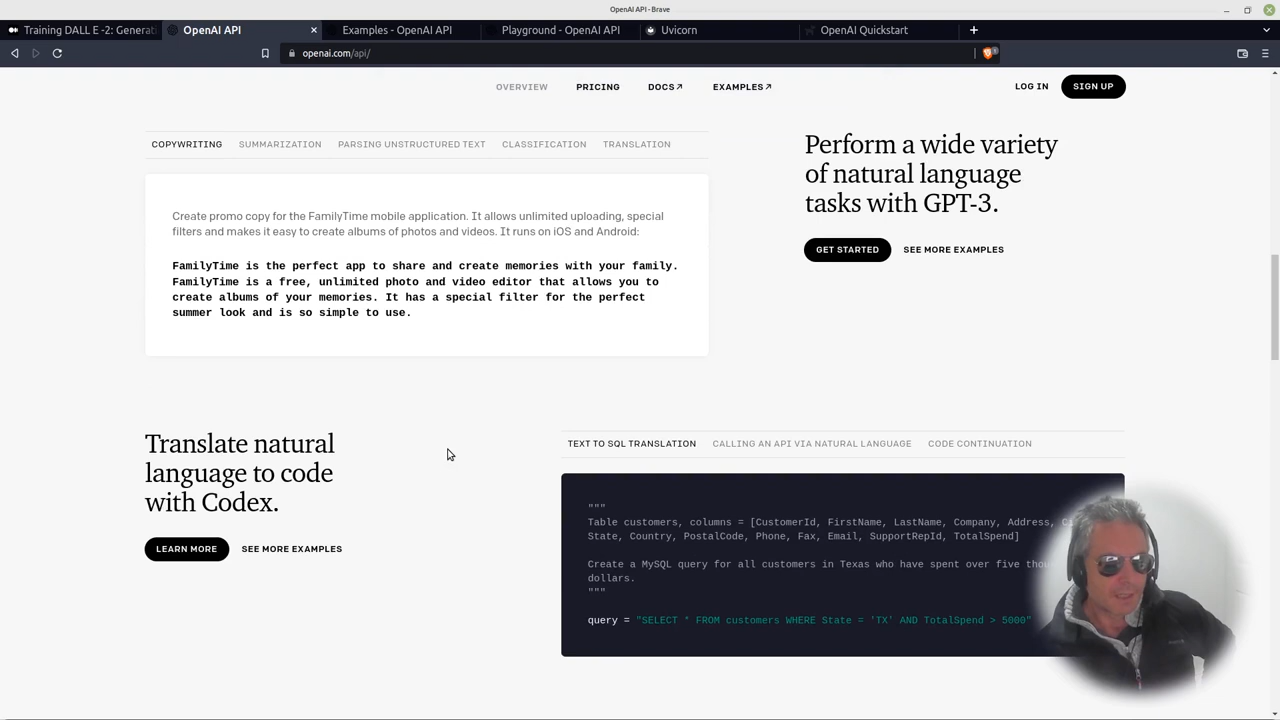 OpenAI API - Brave
Training DALL E -2: Generat
OpenAI API
Examples - OpenAI API
Playground - OpenAI API
Uvicorn
OpenAI Quickstart
openai.com/api/
OVERVIEW
PRICING
DOCS↗
EXAMPLES↗
LOG IN
SIGN UP
COPYWRITING
SUMMARIZATION
PARSING UNSTRUCTURED TEXT
CLASSIFICATION
TRANSLATION
Create promo copy for the FamilyTime mobile application. It allows unlimited uploading, special
filters and makes it easy to create albums of photos and videos. It runs on iOS and Android:
FamilyTime is the perfect app to share and create memories with your family.
FamilyTime is a free, unlimited photo and video editor that allows you to
create albums of your memories. It has a special filter for the perfect
summer look and is so simple to use.
Perform a wide variety
of natural language
tasks with GPT-3.
GET STARTED
SEE MORE EXAMPLES
Translate natural
language to code
with Codex.
LEARN MORE
SEE MORE EXAMPLES
TEXT TO SQL TRANSLATION
CALLING AN API VIA NATURAL LANGUAGE
CODE CONTINUATION
"""
Table customers, columns = [CustomerId, FirstName, LastName, Company, Address,
State, Country, PostalCode, Phone, Fax, Email, SupportRepId, TotalSpend]
Create a MySQL query for all customers in Texas who have spent over five
dollars.
"""
query = "SELECT * FROM customers WHERE State = 'TX' AND TotalSpend > 5000"